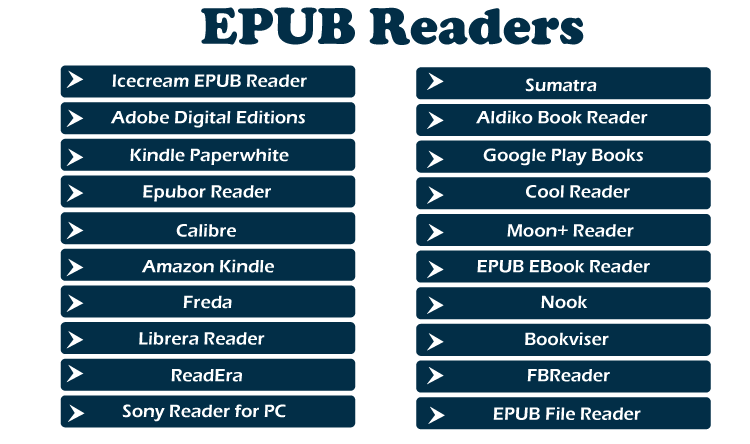 EPUB Readers
Icecream EPUB Reader
Adobe Digital Editions
Kindle Paperwhite
Epubor Reader
Calibre
Amazon Kindle
Freda
Librera Reader
ReadEra
Sony Reader for PC
Sumatra
Aldiko Book Reader
Google Play Books
Cool Reader
Moon+ Reader
EPUB EBook Reader
Nook
Bookviser
FBReader
EPUB File Reader